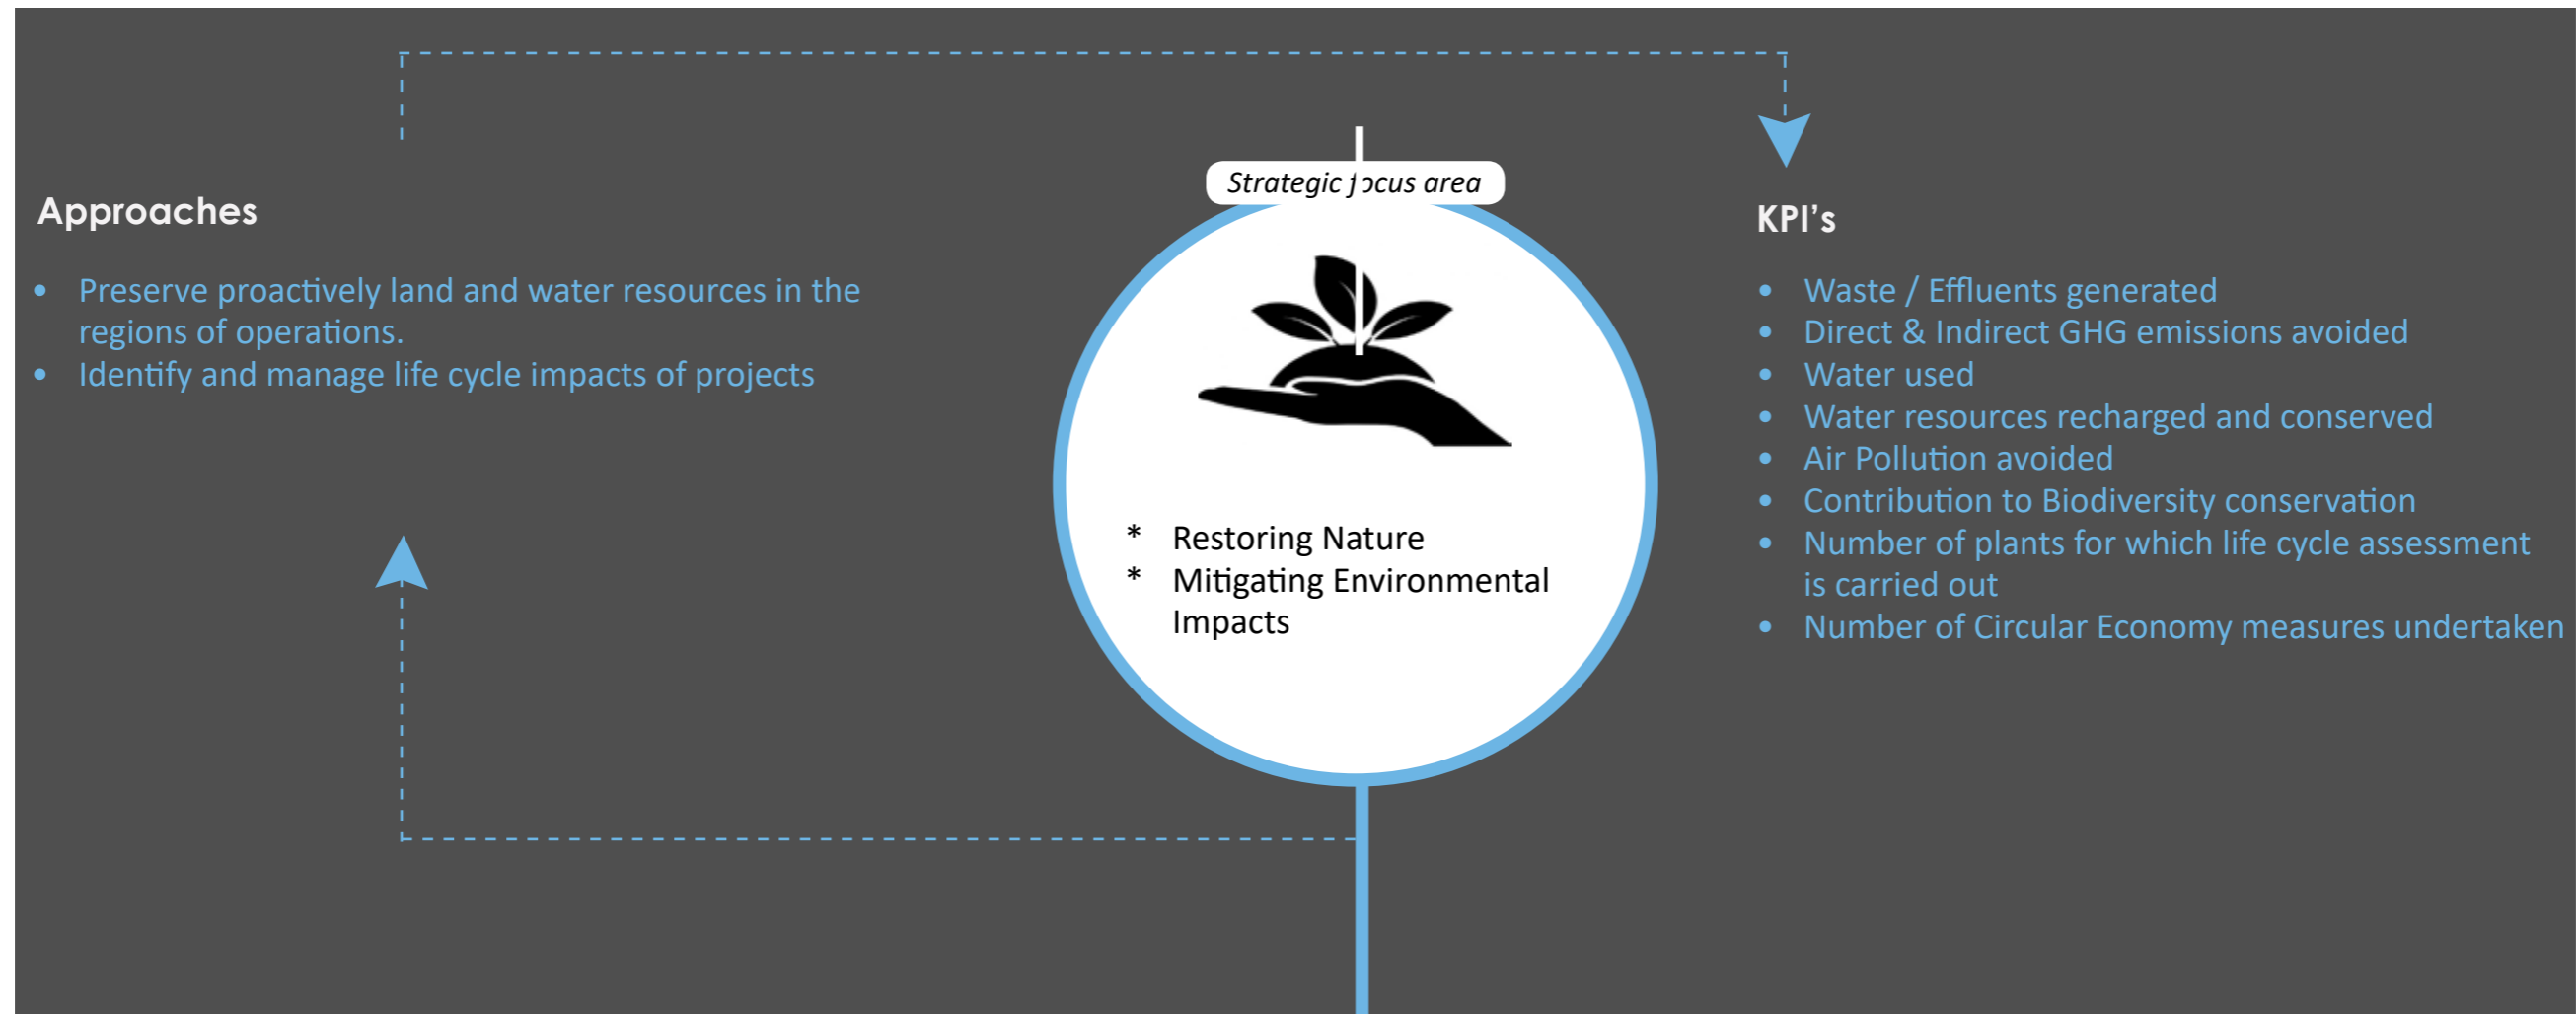 Approaches
• Preserve proactively land and water resources in the
regions of operations.
• Identify and manage life cycle impacts of projects
Strategic focus area
* Restoring Nature
* Mitigating Environmental
Impacts
KPI’s
• Waste / Effluents generated
• Direct & Indirect GHG emissions avoided
• Water used
• Water resources recharged and conserved
• Air Pollution avoided
• Contribution to Biodiversity conservation
• Number of plants for which life cycle assessment
is carried out
• Number of Circular Economy measures undertaken